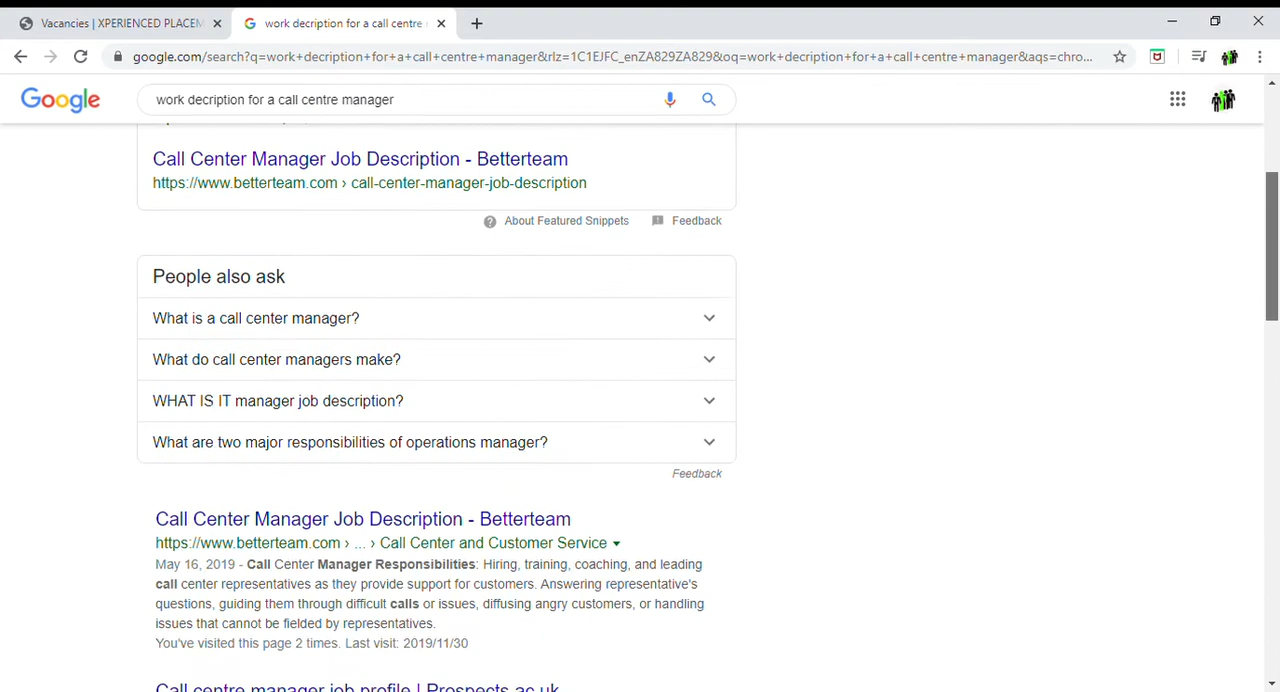 Vacancies | XPERIENCED PLACEM
work decription for a call centre
google.com/search?q=work+decription+for+a+call+centre+manager&rlz=1C1EJFC_enZA829ZA829&oq=work+decription+for+a+call+centre+manager&aqs=chro...
Google
work decription for a call centre manager
Call Center Manager Job Description - Betterteam
https://www.betterteam.com › call-center-manager-job-description
About Featured Snippets
Feedback
People also ask
What is a call center manager?
What do call center managers make?
WHAT IS IT manager job description?
What are two major responsibilities of operations manager?
Feedback
Call Center Manager Job Description - Betterteam
https://www.betterteam.com › ... › Call Center and Customer Service
May 16, 2019 - Call Center Manager Responsibilities: Hiring, training, coaching, and leading
call center representatives as they provide support for customers. Answering representative's
questions, guiding them through difficult calls or issues, diffusing angry customers, or handling
issues that cannot be fielded by representatives.
You've visited this page 2 times. Last visit: 2019/11/30
Call centre manager job profile | Prospects.ac.uk